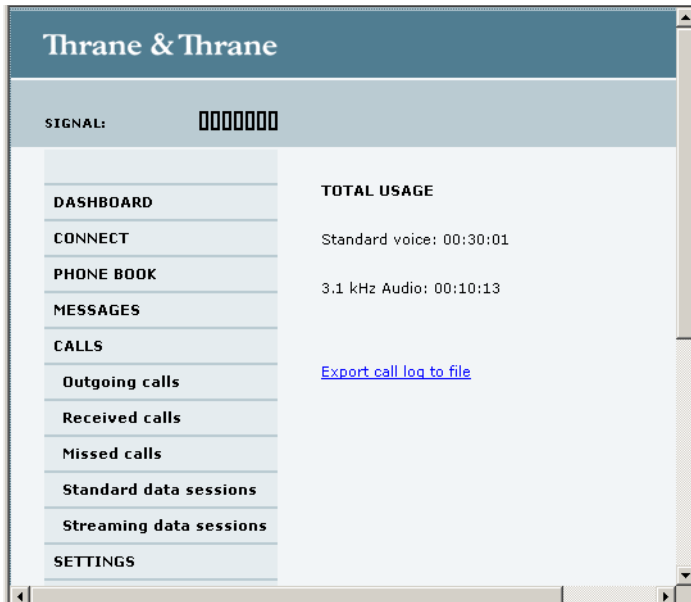 Thrane & Thrane
SIGNAL:
DASHBOARD
CONNECT
PHONE BOOK
MESSAGES
CALLS
Outgoing calls
Received calls
Missed calls
Standard data sessions
Streaming data sessions
SETTINGS
TOTAL USAGE
Standard voice: 00:30:01
3.1 kHz Audio: 00:10:13
Export call log to file